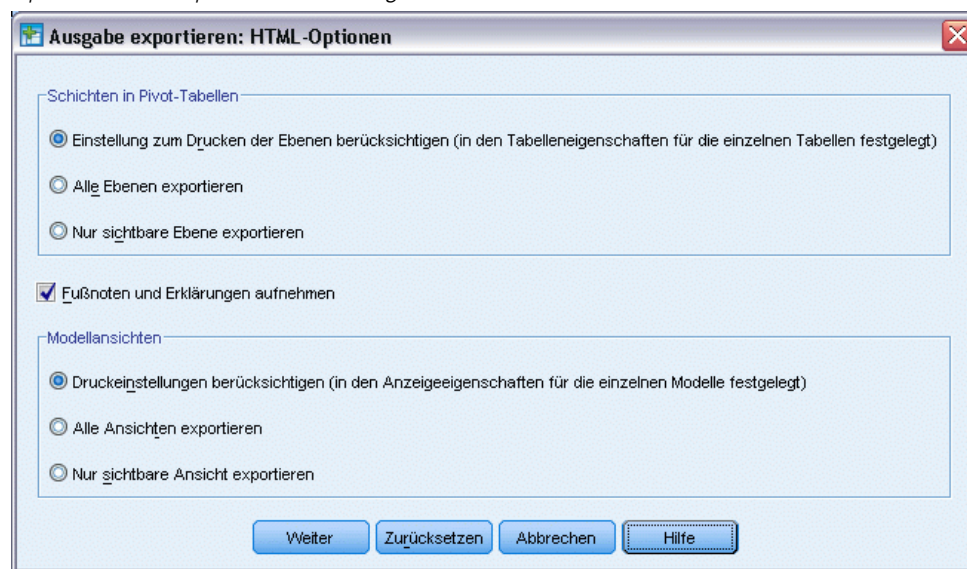 Ausgabe exportieren: HTML-Optionen
Schichten in Pivot-Tabellen
Einstellung zum Drucken der Ebenen berücksichtigen (in den Tabelleneigenschaften für die einzelnen Tabellen festgelegt)
Alle Ebenen exportieren
Nur sichtbare Ebene exportieren
Fußnoten und Erklärungen aufnehmen
Modellansichten
Druckeinstellungen berücksichtigen (in den Anzeigeeigenschaften für die einzelnen Modelle festgelegt)
Alle Ansichten exportieren
Nur sichtbare Ansicht exportieren
Weiter Zurücksetzen Abbrechen Hilfe